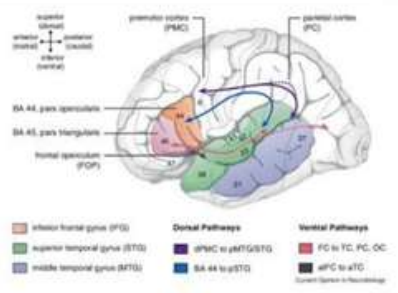 superior
(dorsal)
anterior
(rostral)
posterior
(caudal)
inferior
(ventral)
premotor cortex
(PMC)
parietal cortex
(PC)
BA 44, pars opercularis
BA 45, pars triangularis
frontal operculum
(FOP)
6
44
45
47
22
38
21
37
inferior frontal gyrus (IFG)
superior temporal gyrus (STG)
middle temporal gyrus (MTG)
Dorsal Pathways
dPMC to pMTG/STG
BA 44 to pSTG
Ventral Pathways
FC to TC, PC, OC
aIFC to aTC
Current Opinion in Neurobiology